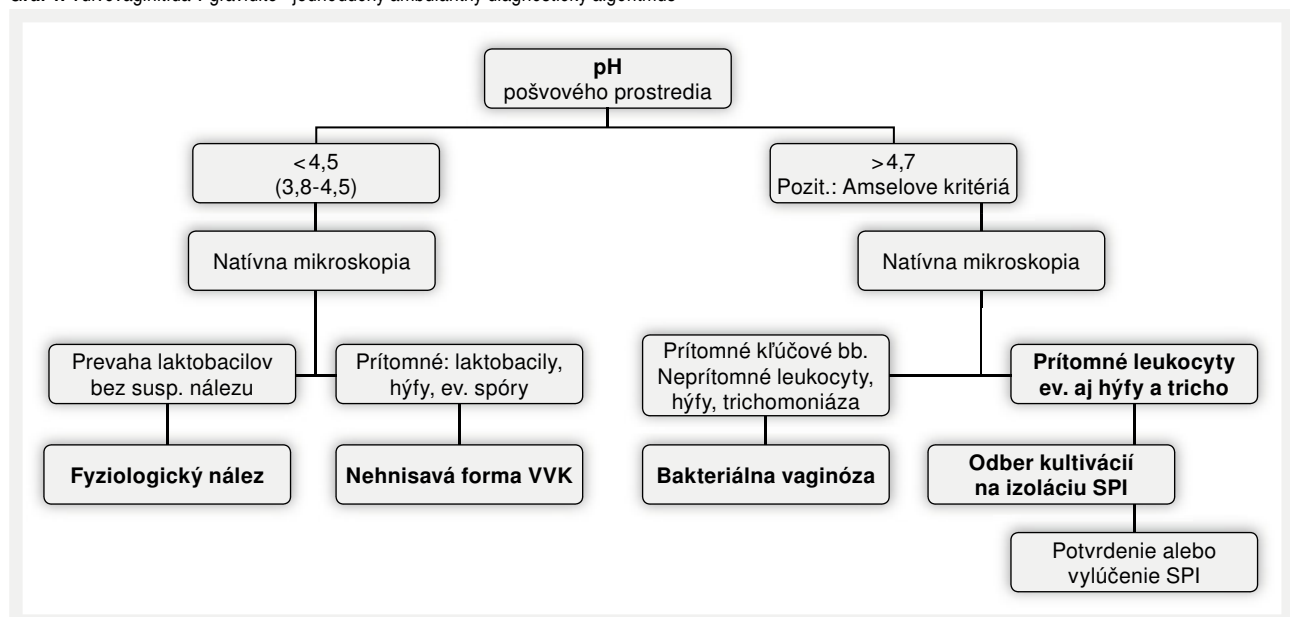 pH
pošvového prostredia
<4,5
(3,8-4,5)
>4,7
Pozit.: Amselove kritériá
Natívna mikroskopia
Natívna mikroskopia
Prevaha laktobacilov
bez susp. nálezu
Prítomné: laktobacily,
hýfy, ev. spóry
Prítomné kľúčové bb.
Neprítomné leukocyty,
hýfy, trichomoniáza
Prítomné leukocyty
ev. aj hýfy a tricho
Fyziologický nález
Nehnisavá forma VVK
Bakteriálna vaginóza
Odber kultivácií
na izoláciu SPI
Potvrdenie alebo
vylúčenie SPI